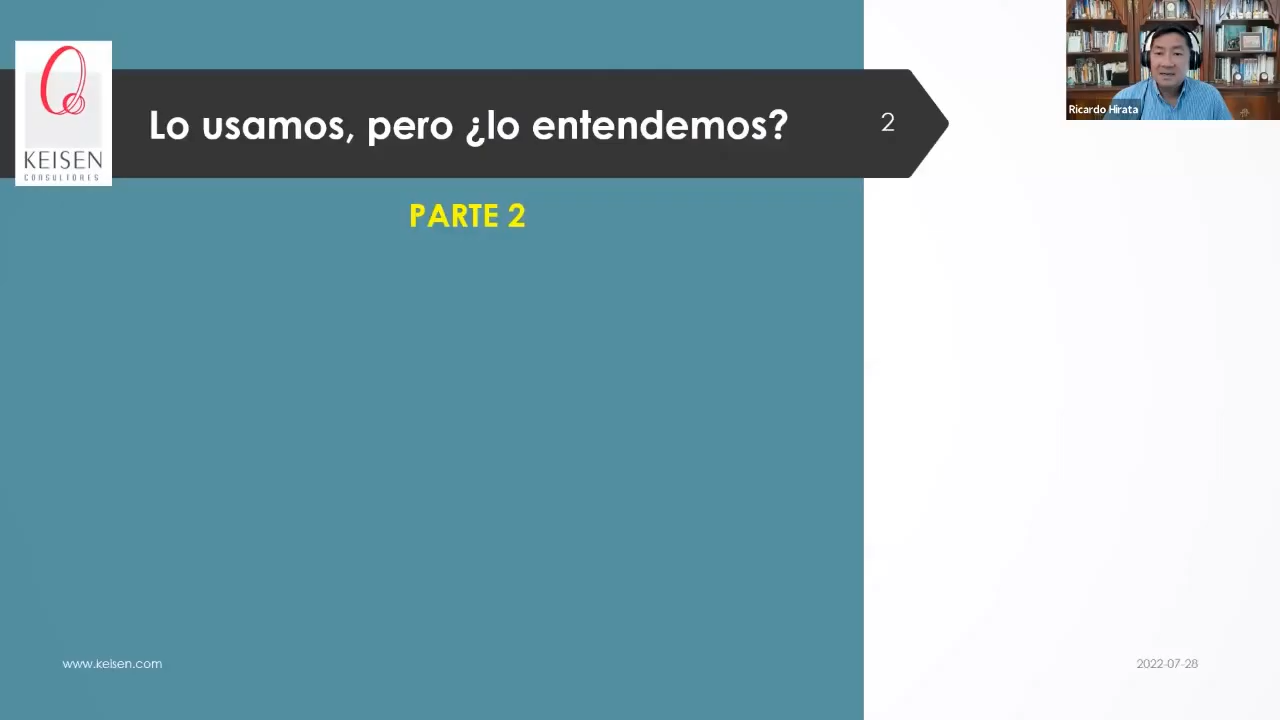 KEISEN
CONSULTORES
Lo usamos, pero ¿lo entendemos?
2
Ricardo Hirata
PARTE 2
www.keisen.com
2022-07-28